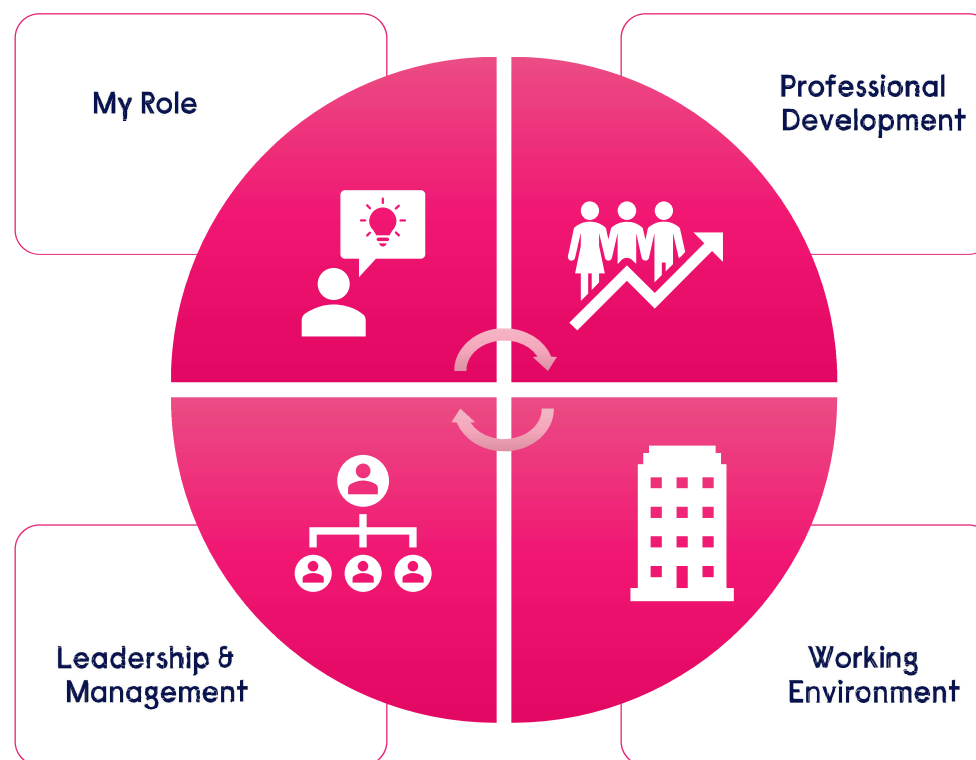 My Role
Professional
Development
Leadership &
Management
Working
Environment